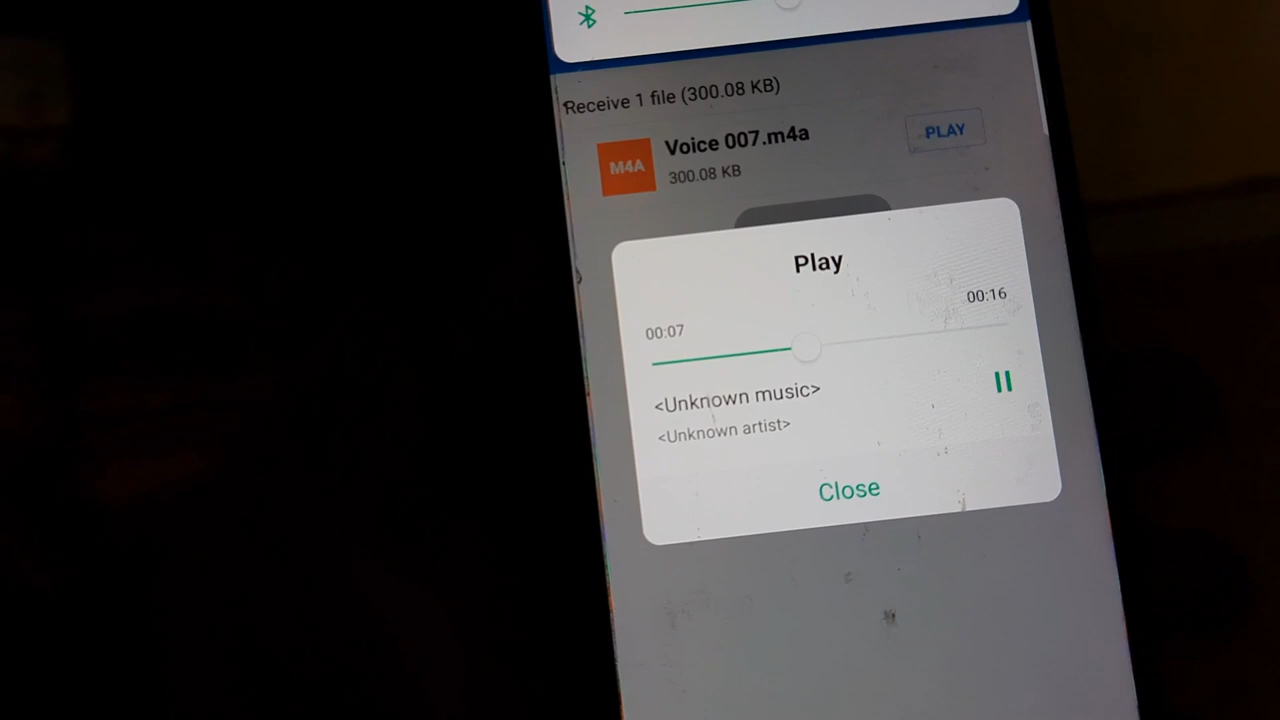 Receive 1 file (300.08 KB)
M4A
Voice 007.m4a
300.08 KB
PLAY
Play
00:07
00:16
<Unknown music>
<Unknown artist>
Close